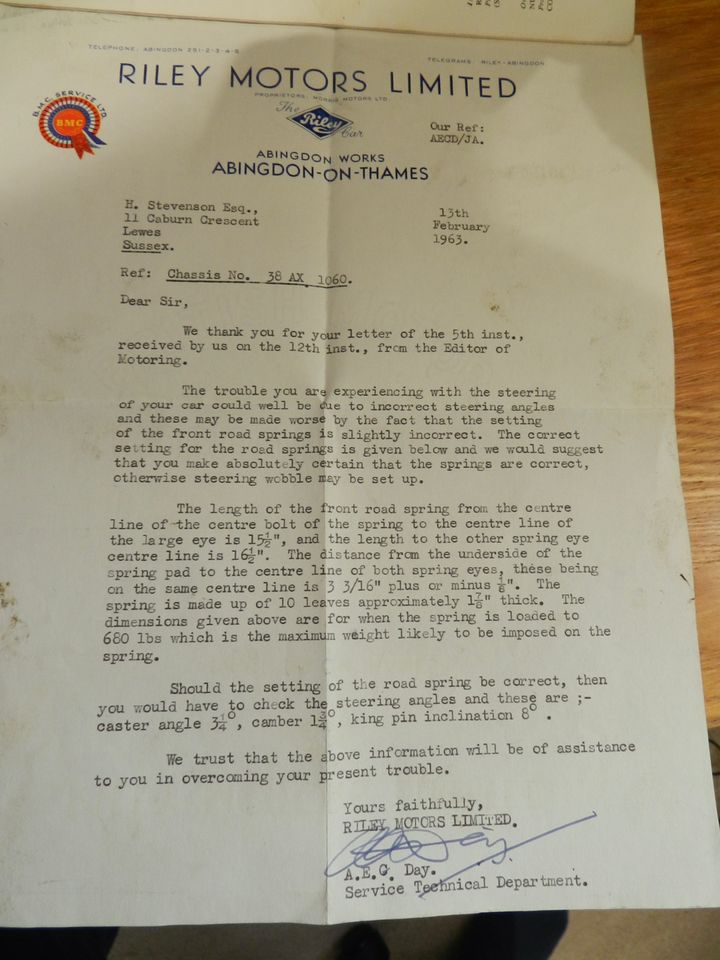 TELEPHONE: ABINGDON 251-2-3-4-5
TELEGRAMS: RILEY-ABINGDON
RILEY MOTORS LIMITED
PROPRIETORS: MORRIS MOTORS LTD.
B.M.C. SERVICE LTD
BMC
The
Riley
Car
Our Ref:
AECD/JA.
ABINGDON WORKS
ABINGDON-ON-THAMES
H. Stevenson Esq.,
11 Caburn Crescent
Lewes
Sussex.
13th
February
1963.
Ref: Chassis No. 38 AX 1060.
Dear Sir,
We thank you for your letter of the 5th inst.,
received by us on the 12th inst., from the Editor of
Motoring.
The trouble you are experiencing with the steering
of your car could well be due to incorrect steering angles
and these may be made worse by the fact that the setting
of the front road springs is slightly incorrect. The correct
setting for the road springs is given below and we would suggest
that you make absolutely certain that the springs are correct,
otherwise steering wobble may be set up.
The length of the front road spring from the centre
line of the centre bolt of the spring to the centre line of
the large eye is 15½", and the length to the other spring eye
centre line is 16½". The distance from the underside of the
spring pad to the centre line of both spring eyes, these being
on the same centre line is 3 3/16" plus or minus ⅛". The
spring is made up of 10 leaves approximately 1⅞" thick. The
dimensions given above are for when the spring is loaded to
680 lbs which is the maximum weight likely to be imposed on the
spring.
Should the setting of the road spring be correct, then
you would have to check the steering angles and these are ;-
caster angle 3¼°, camber 1¾°, king pin inclination 8° .
We trust that the above information will be of assistance
to you in overcoming your present trouble.
Yours faithfully,
RILEY MOTORS LIMITED.
A.E.G. Day.
Service Technical Department.